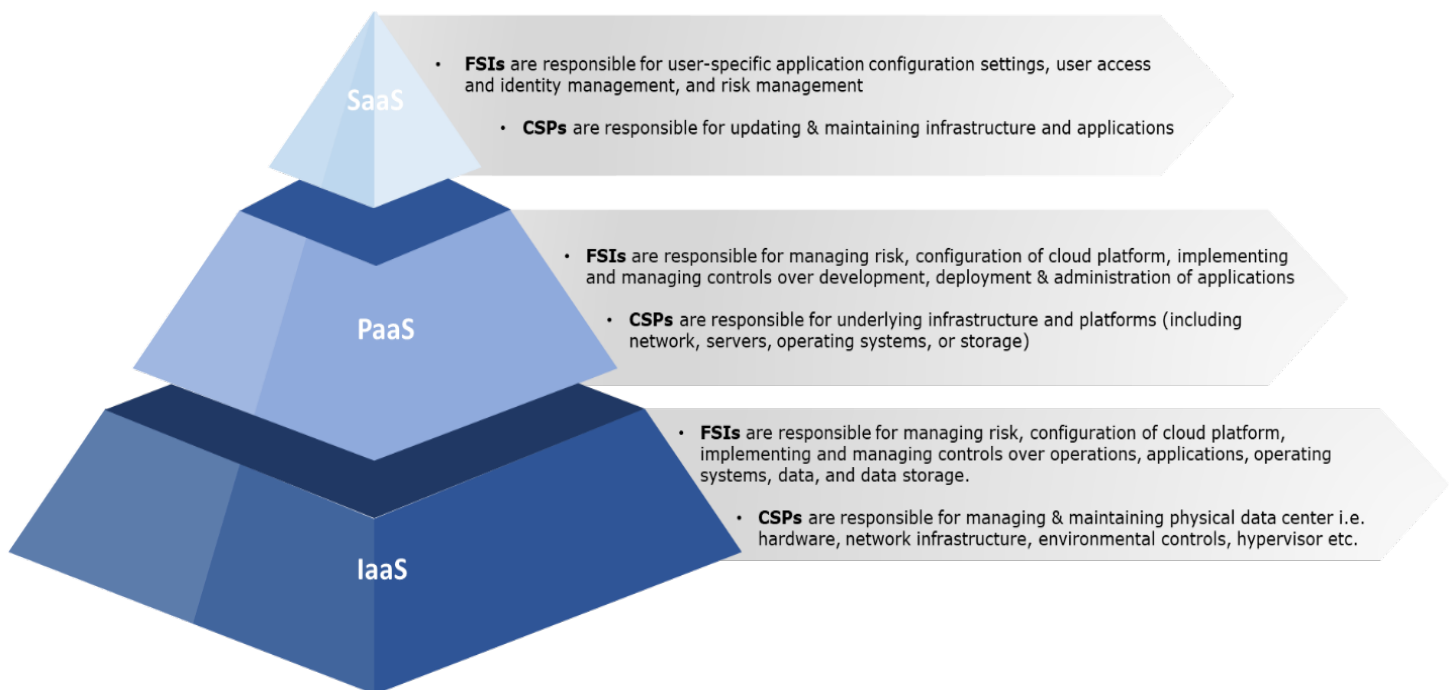 SaaS
• FSIs are responsible for user-specific application configuration settings, user access
and identity management, and risk management
• CSPs are responsible for updating & maintaining infrastructure and applications
PaaS
• FSIs are responsible for managing risk, configuration of cloud platform, implementing
and managing controls over development, deployment & administration of applications
• CSPs are responsible for underlying infrastructure and platforms (including
network, servers, operating systems, or storage)
IaaS
• FSIs are responsible for managing risk, configuration of cloud platform,
implementing and managing controls over operations, applications, operating
systems, data, and data storage.
• CSPs are responsible for managing & maintaining physical data center i.e.
hardware, network infrastructure, environmental controls, hypervisor etc.